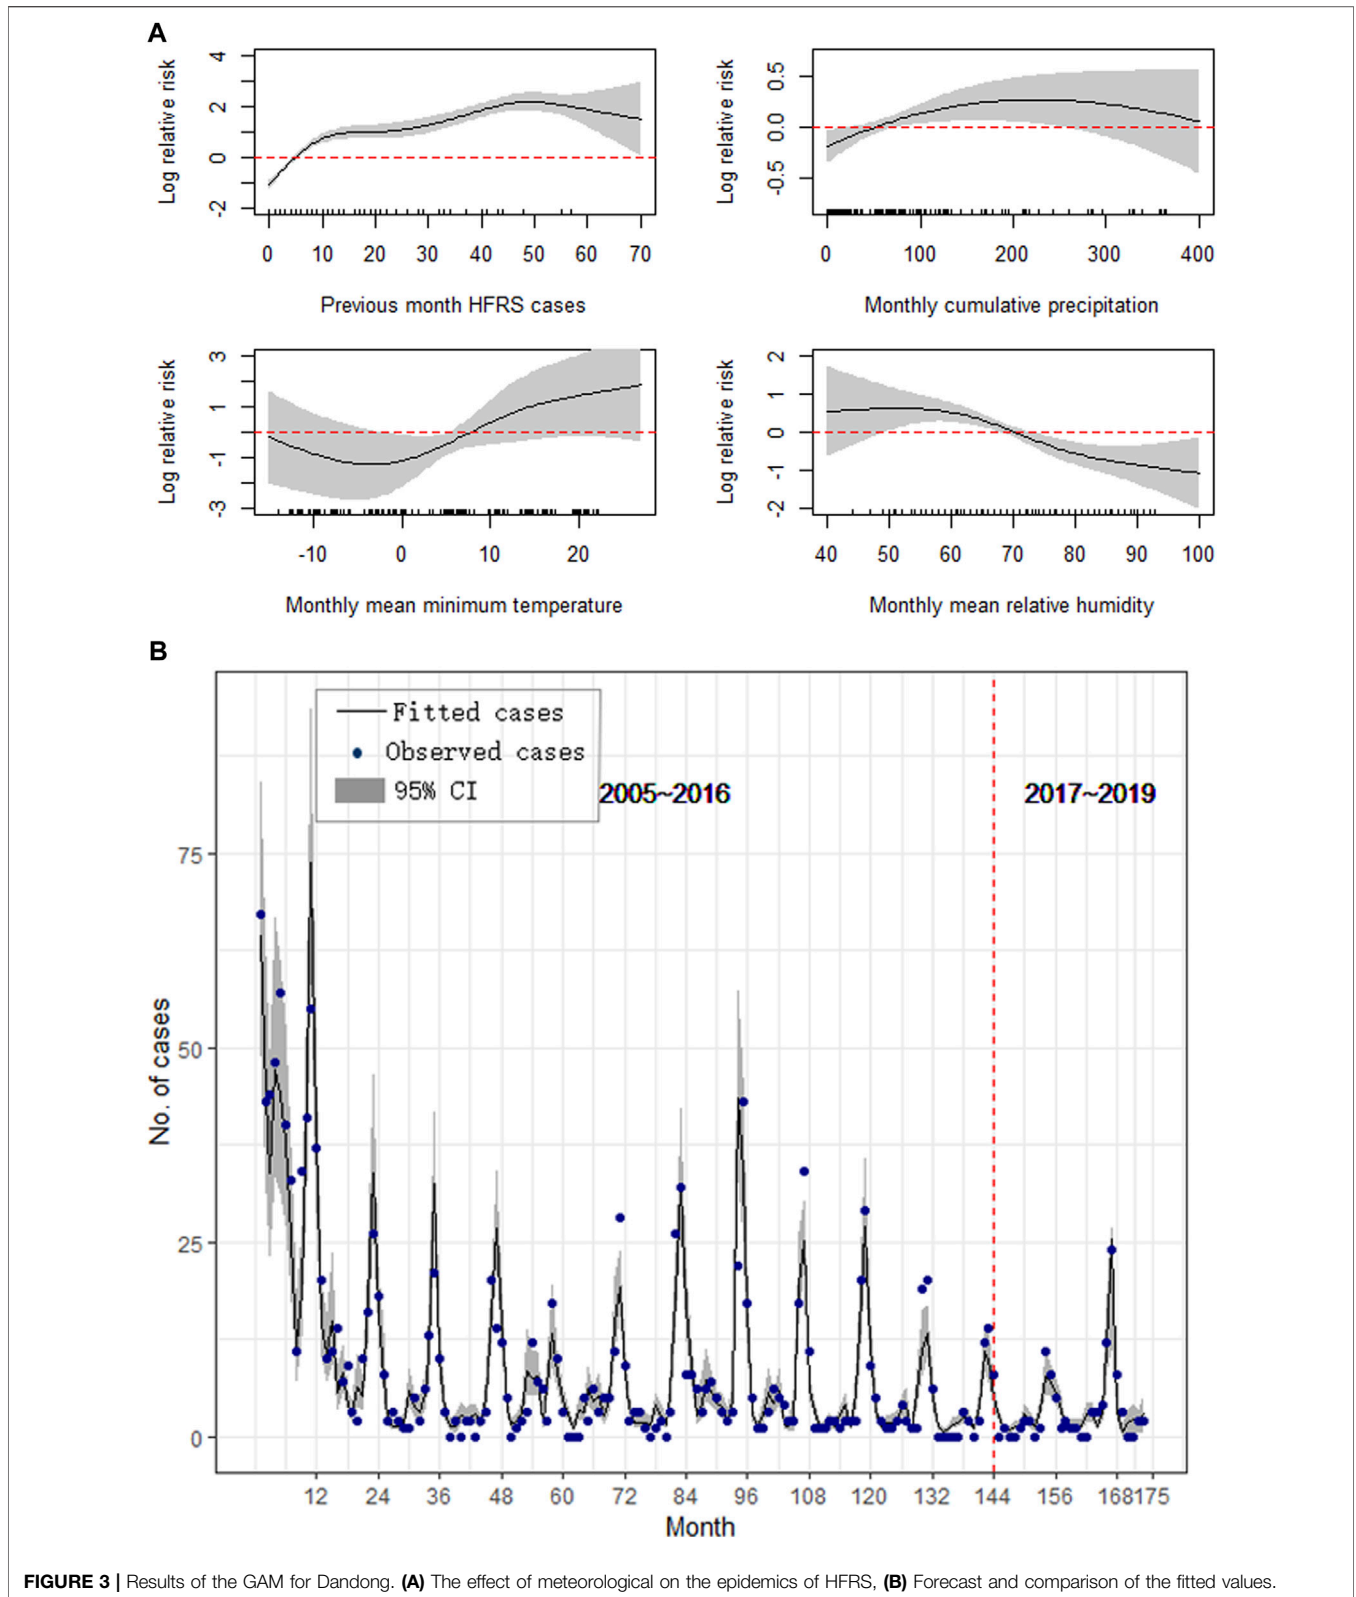 A
Log relative risk
4
2
0
-2
0 10 20 30 40 50 60 70
Previous month HFRS cases
Log relative risk
0.5
0.0
-0.5
0 100 200 300 400
Monthly cumulative precipitation
Log relative risk
3
1
-1
-3
-10 0 10 20
Monthly mean minimum temperature
Log relative risk
2
1
0
-1
-2
40 50 60 70 80 90 100
Monthly mean relative humidity
B
Fitted cases
Observed cases
95% CI
2005~2016
2017~2019
No. of cases
75
50
25
0
12 24 36 48 60 72 84 96 108 120 132 144 156 168 175
Month
FIGURE 3 | Results of the GAM for Dandong. (A) The effect of meteorological on the epidemics of HFRS, (B) Forecast and comparison of the fitted values.